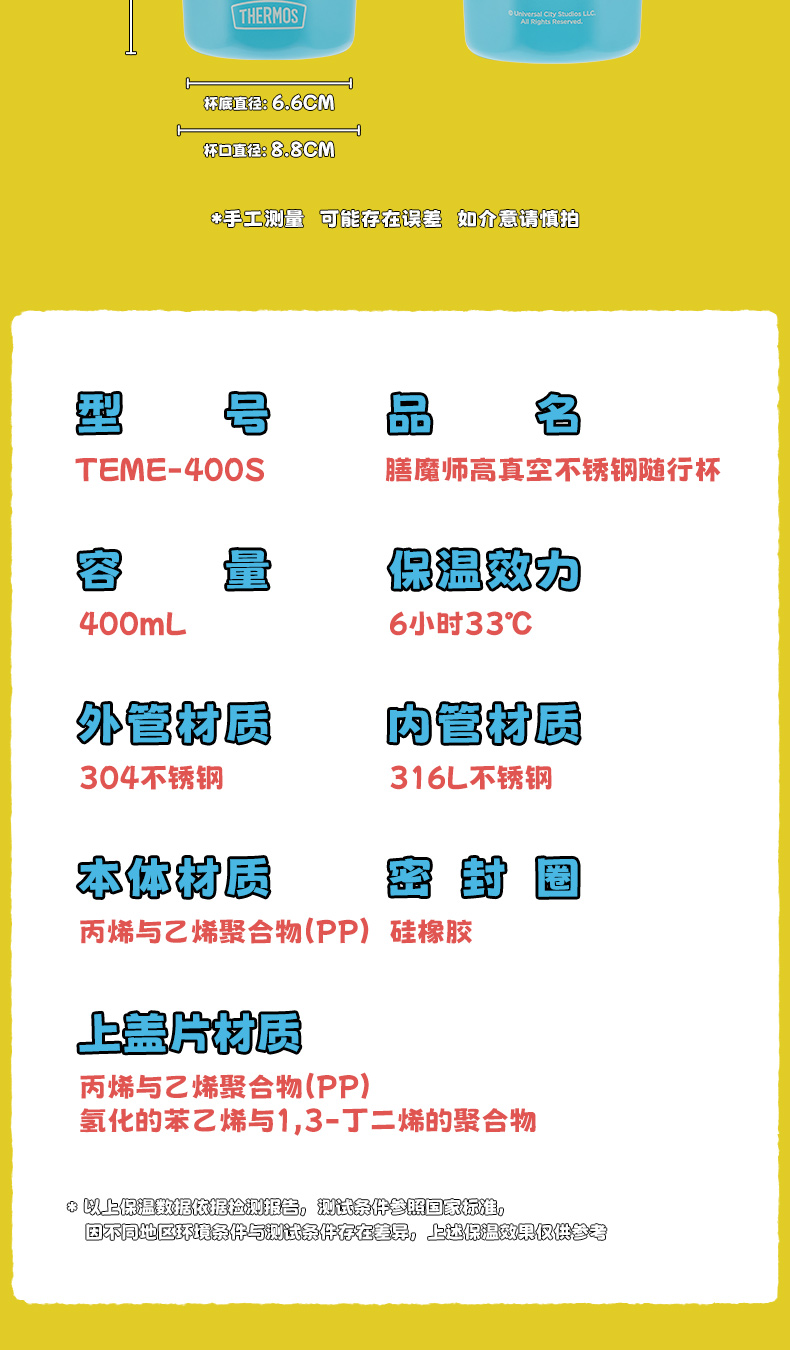 THERMOS
©Universal City Studios LLC.
All Rights Reserved.
杯底直径:6.6CM
杯口直径:8.8CM
*手工测量 可能存在误差 如介意请慎拍
型号 品名
TEME-400S 膳魔师高真空不锈钢随行杯
容量 保温效力
400mL 6小时33℃
外管材质 内管材质
304不锈钢 316L不锈钢
本体材质 密封圈
丙烯与乙烯聚合物(PP) 硅橡胶
上盖片材质
丙烯与乙烯聚合物(PP)
氢化的苯乙烯与1,3-丁二烯的聚合物
* 以上保温数据依据检测报告，测试条件参照国家标准，
因不同地区环境条件与测试条件存在差异，上述保温效果仅供参考